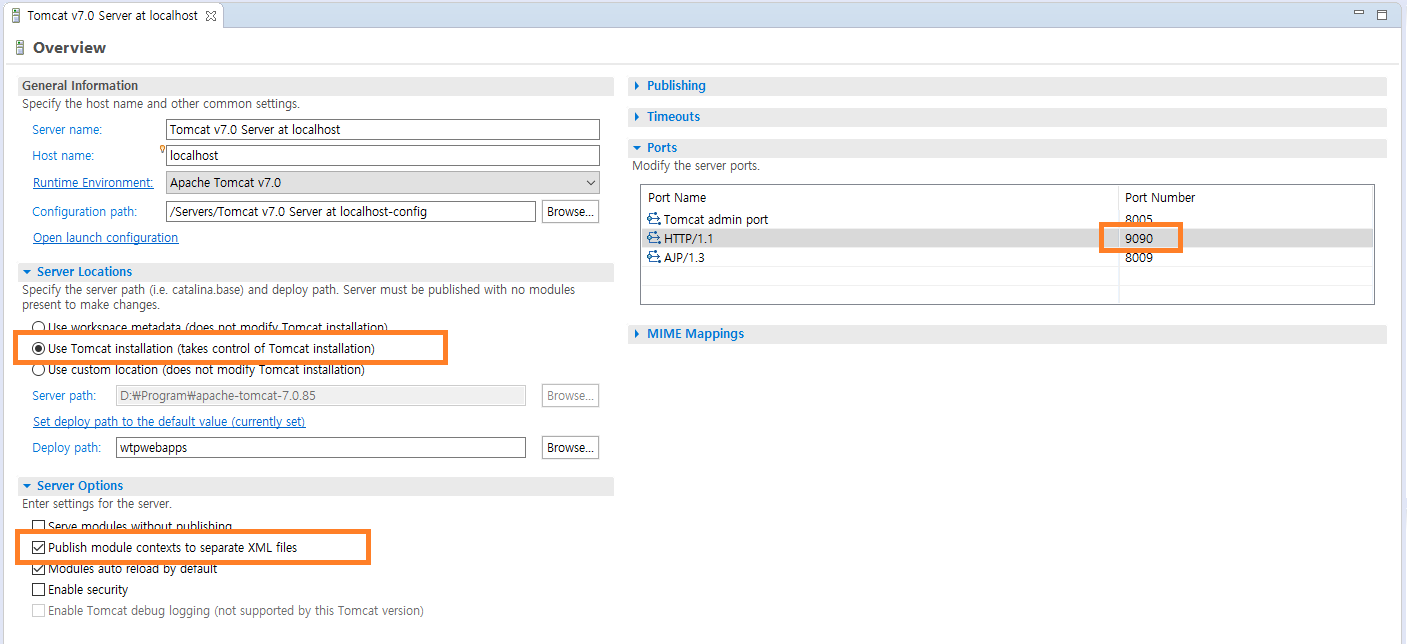 Tomcat v7.0 Server at localhost
Overview
General Information
Specify the host name and other common settings.
Server name:
Tomcat v7.0 Server at localhost
Host name:
localhost
Runtime Environment:
Apache Tomcat v7.0
Configuration path:
/Servers/Tomcat v7.0 Server at localhost-config
Browse...
Open launch configuration
Server Locations
Specify the server path (i.e. catalina.base) and deploy path. Server must be published with no modules
present to make changes.
Use workspace metadata (does not modify Tomcat installation)
Use Tomcat installation (takes control of Tomcat installation)
Use custom location (does not modify Tomcat installation)
Server path:
D:₩Program₩apache-tomcat-7.0.85
Browse...
Set deploy path to the default value (currently set)
Deploy path:
wtpwebapps
Browse...
Server Options
Enter settings for the server.
Serve modules without publishing
Publish module contexts to separate XML files
Modules auto reload by default
Enable security
Enable Tomcat debug logging (not supported by this Tomcat version)
Publishing
Timeouts
Ports
Modify the server ports.
Port Name Port Number
Tomcat admin port 8005
HTTP/1.1 9090
AJP/1.3 8009
MIME Mappings